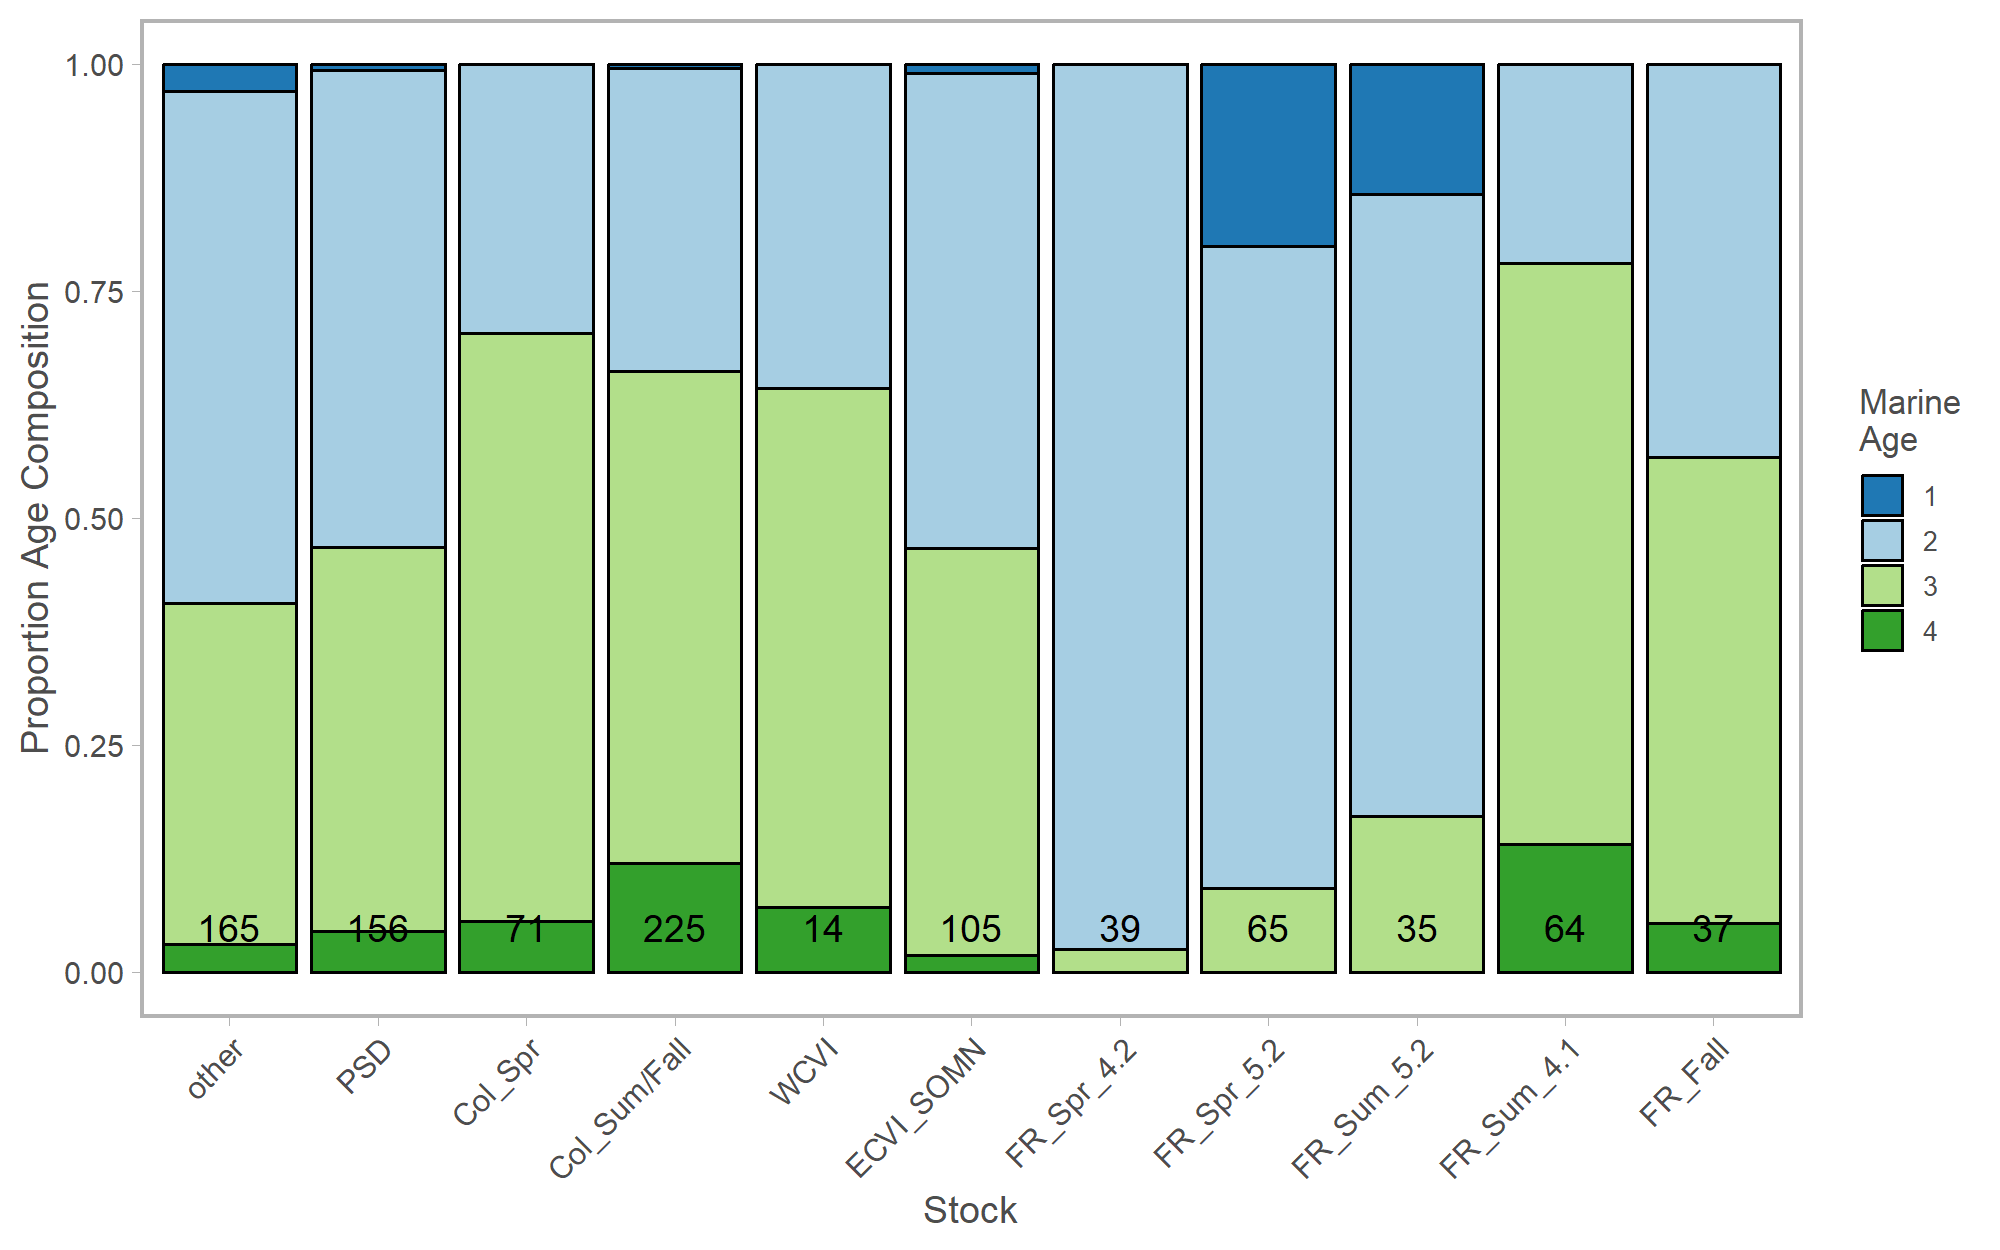 Proportion Age Composition
1.00
0.75
0.50
0.25
0.00
165 156 71 225 14 105 39 65 35 64 37
other PSD Col_Spr Col_Sum/Fall WCVI ECVI_SOMN FR_Spr_4.2 FR_Spr_5.2 FR_Sum_5.2 FR_Sum_4.1 FR_Fall
Stock
Marine
Age
1
2
3
4